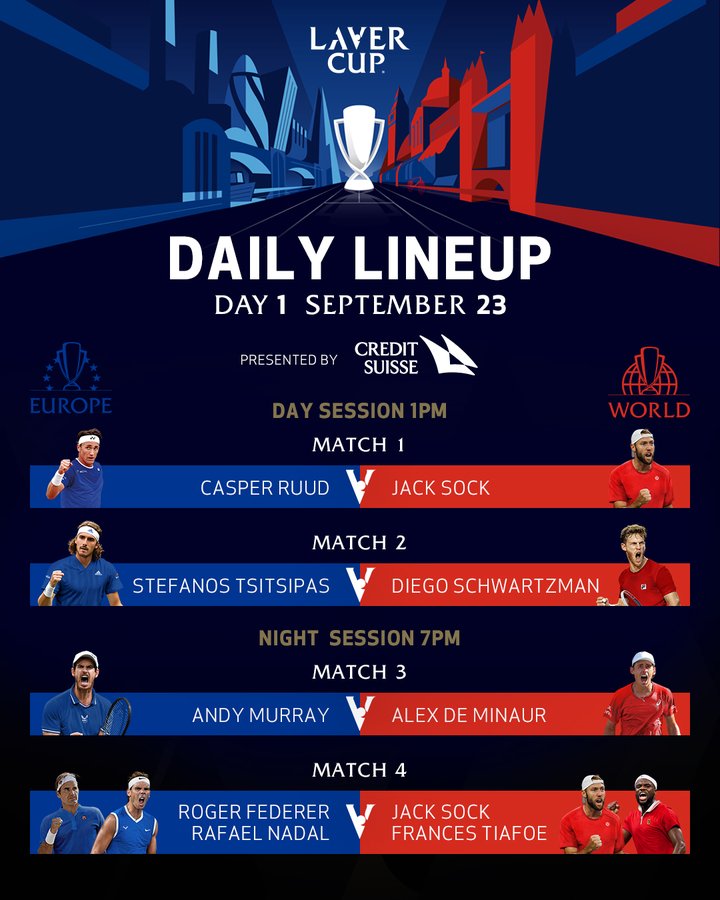 LAVER
CUP
DAILY LINEUP
DAY 1 SEPTEMBER 23
PRESENTED BY CREDIT SUISSE
EUROPE
WORLD
DAY SESSION 1PM
MATCH 1
CASPER RUUD V JACK SOCK
MATCH 2
STEFANOS TSITSIPAS V DIEGO SCHWARTZMAN
NIGHT SESSION 7PM
MATCH 3
ANDY MURRAY V ALEX DE MINAUR
MATCH 4
ROGER FEDERER V JACK SOCK
RAFAEL NADAL FRANCES TIAFOE